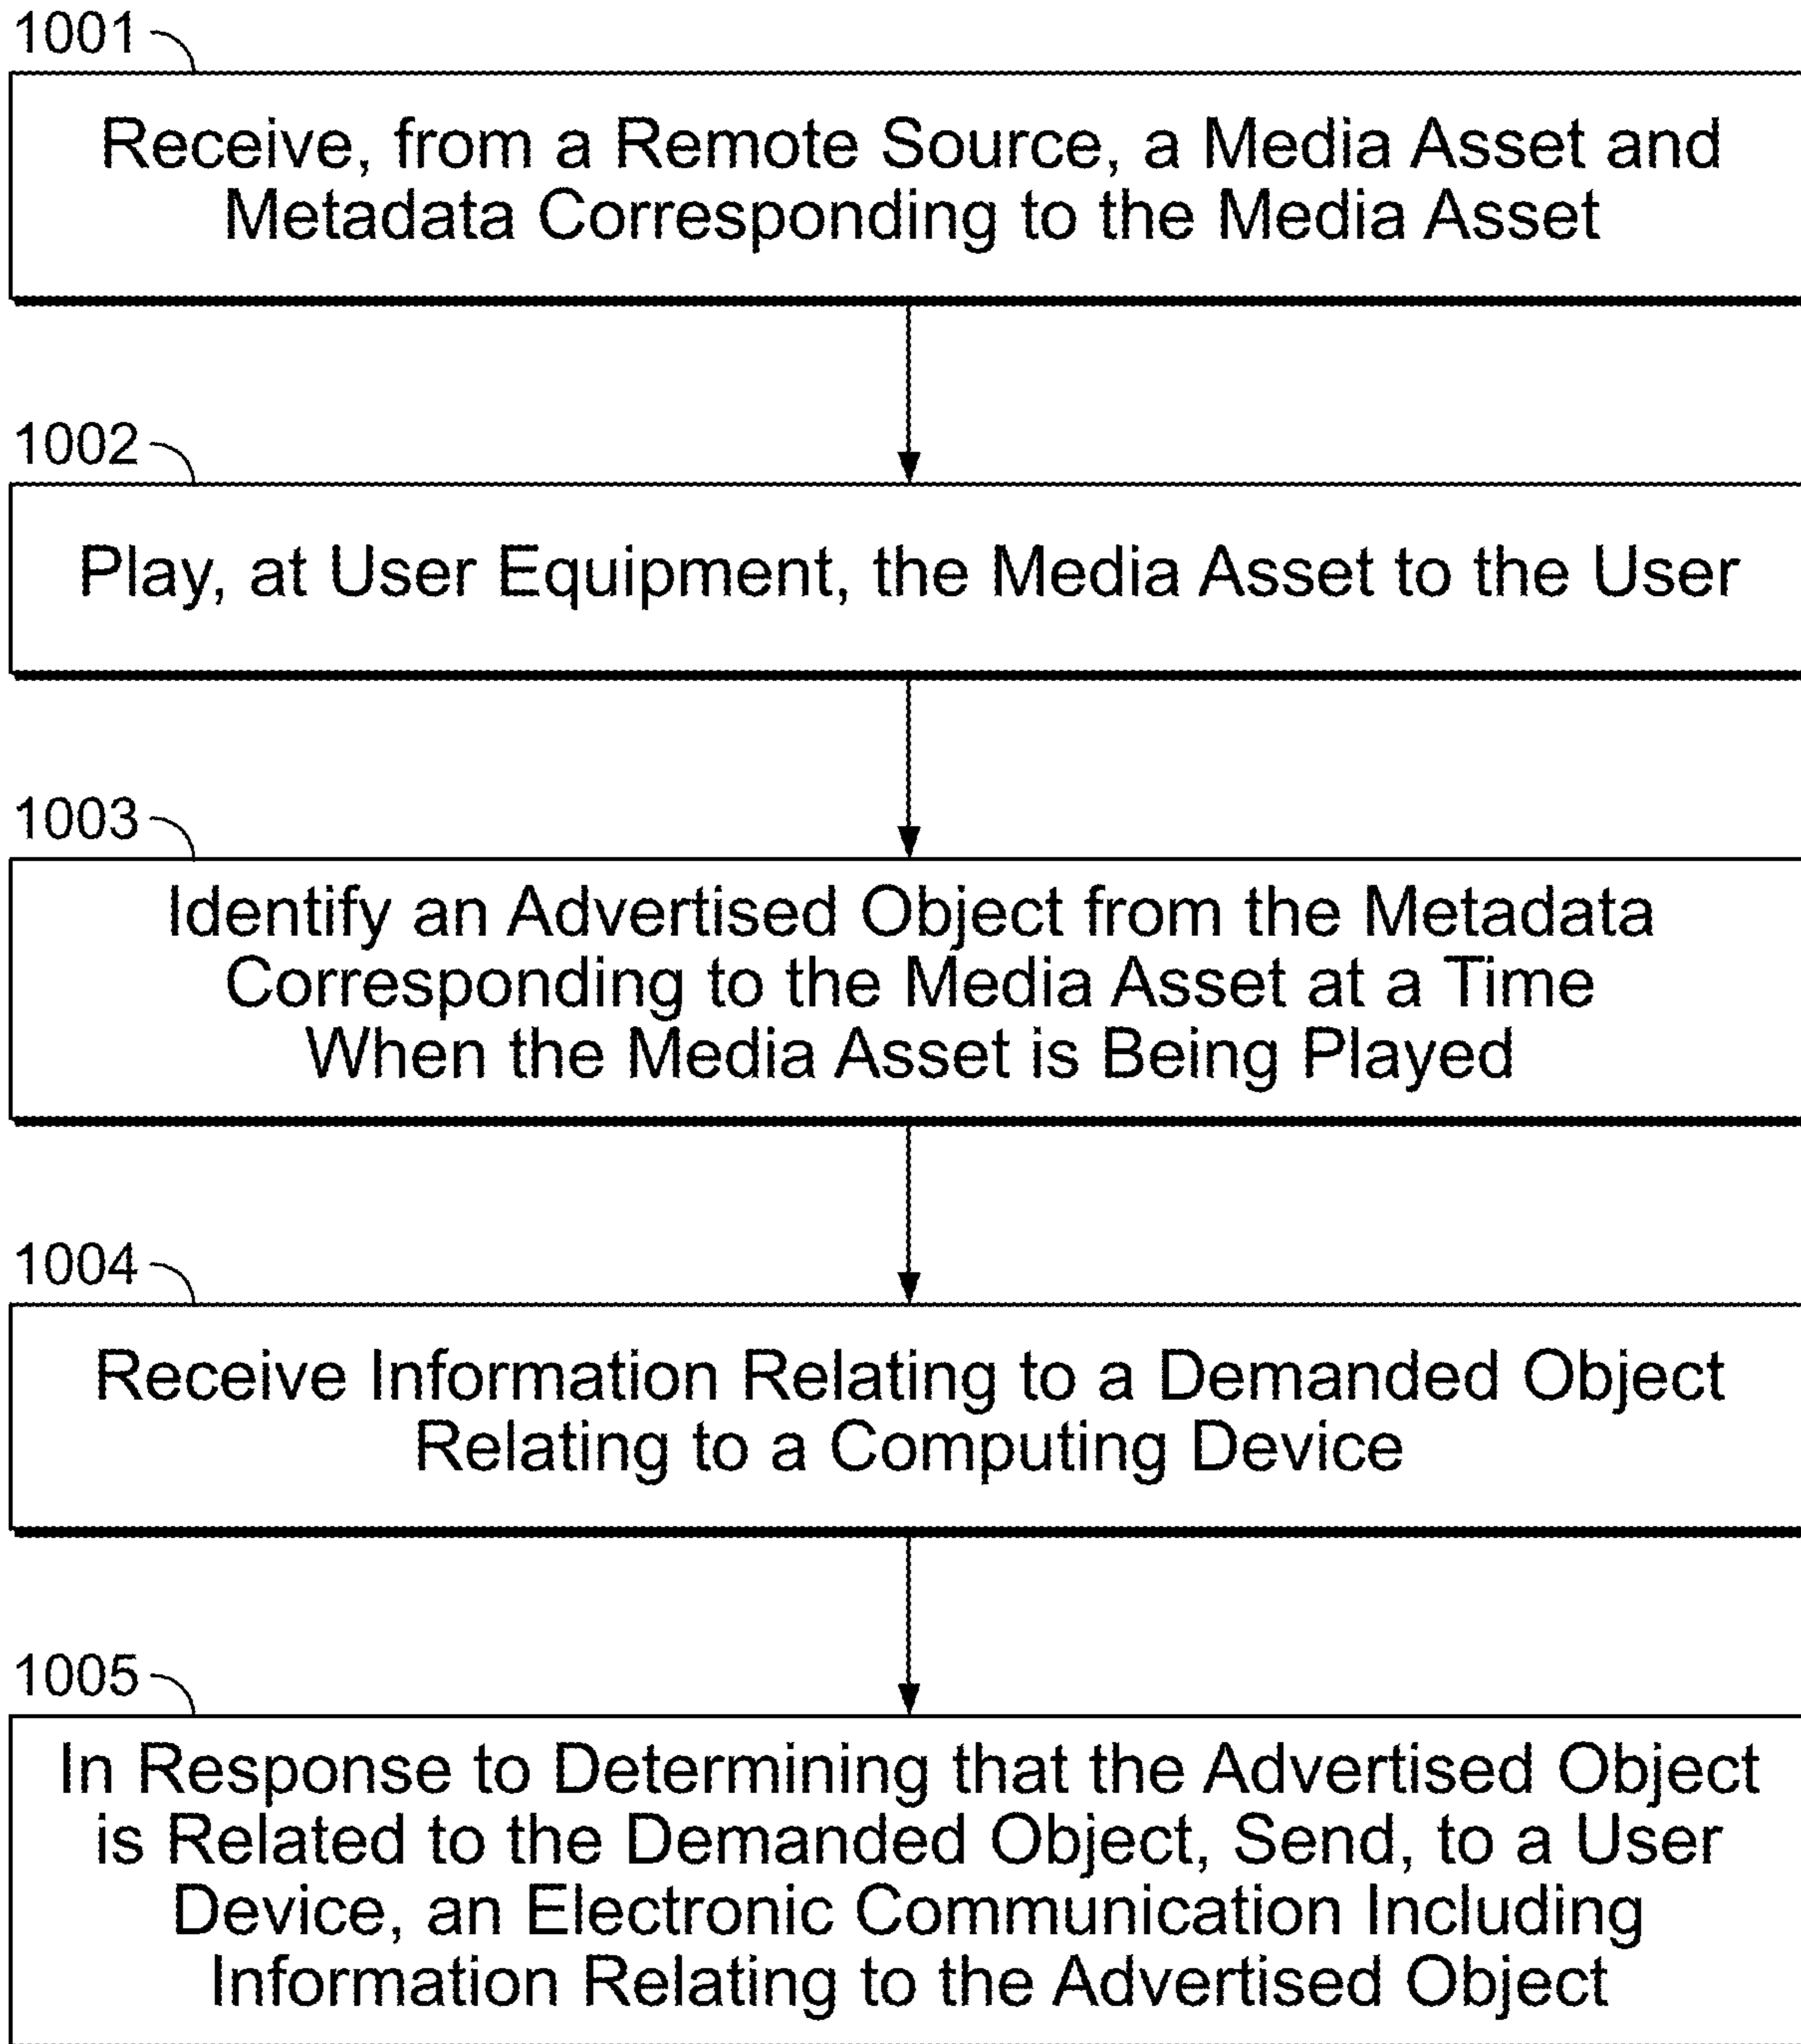 1001
Receive, from a Remote Source, a Media Asset and
Metadata Corresponding to the Media Asset
1002
Play, at User Equipment, the Media Asset to the User
1003
Identify an Advertised Object from the Metadata
Corresponding to the Media Asset at a Time
When the Media Asset is Being Played
1004
Receive Information Relating to a Demanded Object
Relating to a Computing Device
1005
In Response to Determining that the Advertised Object
is Related to the Demanded Object, Send, to a User
Device, an Electronic Communication Including
Information Relating to the Advertised Object